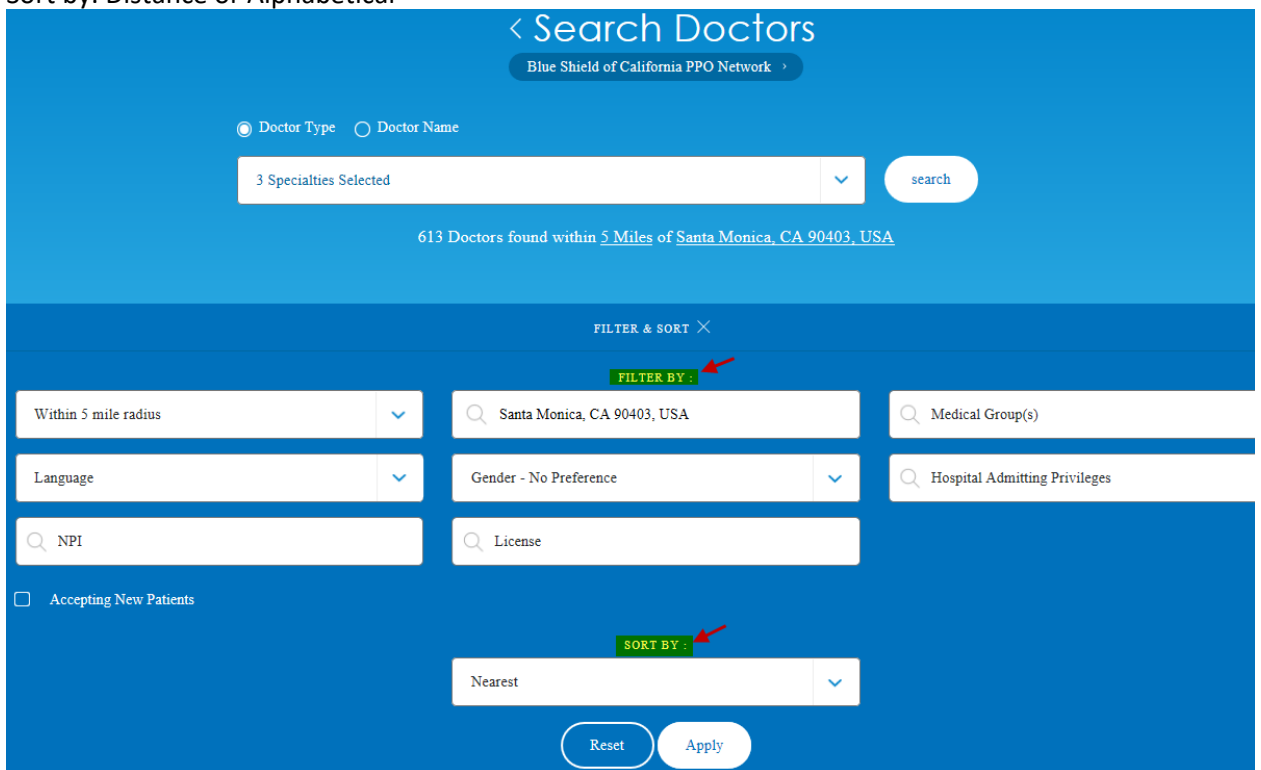 Sort by: Distance or Alphabetical
< Search Doctors
Blue Shield of California PPO Network >
Doctor Type Doctor Name
3 Specialties Selected
search
613 Doctors found within 5 Miles of Santa Monica, CA 90403, USA
FILTER & SORT
FILTER BY :
Within 5 mile radius
Santa Monica, CA 90403, USA
Medical Group(s)
Language
Gender - No Preference
Hospital Admitting Privileges
NPI
License
Accepting New Patients
SORT BY :
Nearest
Reset
Apply